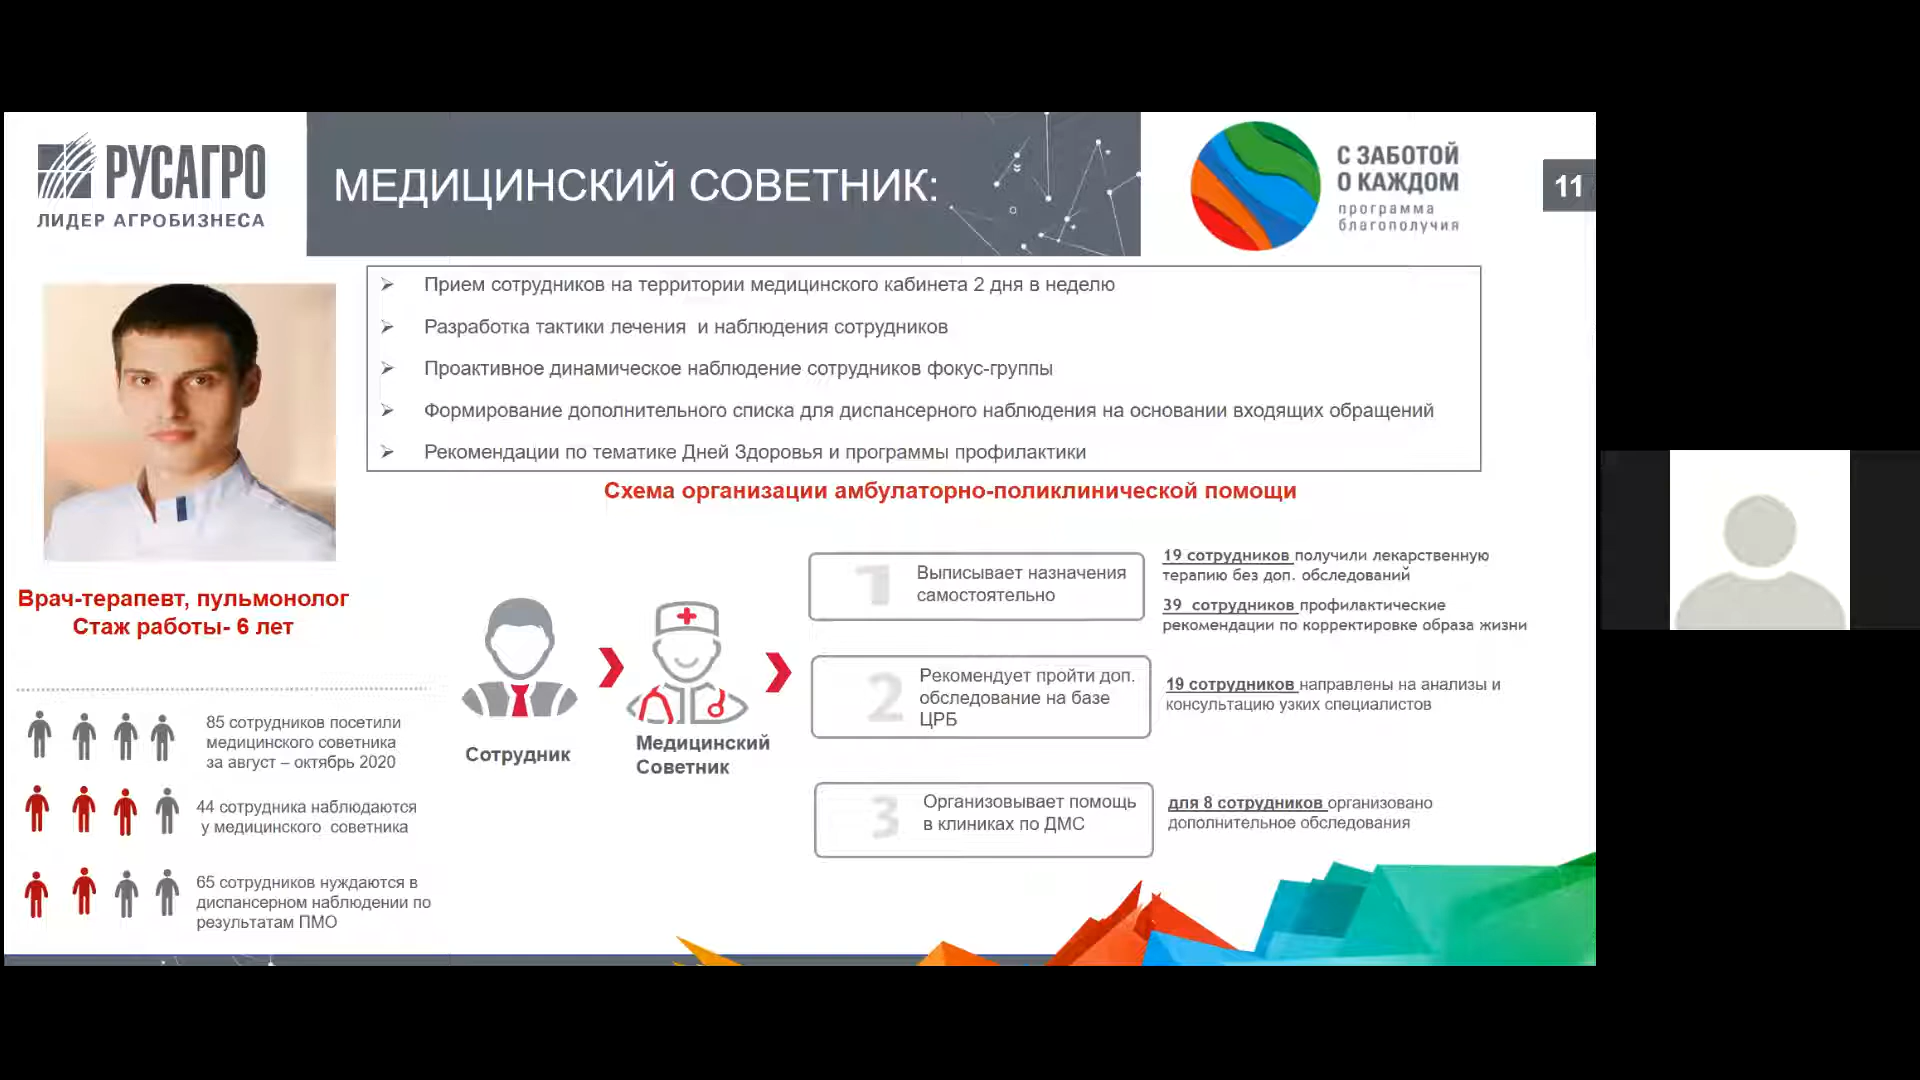 РУСАГРО
ЛИДЕР АГРОБИЗНЕСА
МЕДИЦИНСКИЙ СОВЕТНИК:
С ЗАБОТОЙ
О КАЖДОМ
программа
благополучия
11
Прием сотрудников на территории медицинского кабинета 2 дня в неделю
Разработка тактики лечения и наблюдения сотрудников
Проактивное динамическое наблюдение сотрудников фокус-группы
Формирование дополнительного списка для диспансерного наблюдения на основании входящих обращений
Рекомендации по тематике Дней Здоровья и программы профилактики
Врач-терапевт, пульмонолог
Стаж работы- 6 лет
85 сотрудников посетили
медицинского советника
за август – октябрь 2020
44 сотрудника наблюдаются
у медицинского советника
65 сотрудников нуждаются в
диспансерном наблюдении по
результатам ПМО
Схема организации амбулаторно-поликлинической помощи
Сотрудник
Медицинский
Советник
1
Выписывает назначения
самостоятельно
19 сотрудников получили лекарственную
терапию без доп. обследований
39 сотрудников профилактические
рекомендации по корректировке образа жизни
2
Рекомендует пройти доп.
обследование на базе
ЦРБ
19 сотрудников направлены на анализы и
консультацию узких специалистов
3
Организовывает помощь
в клиниках по ДМС
для 8 сотрудников организовано
дополнительное обследования